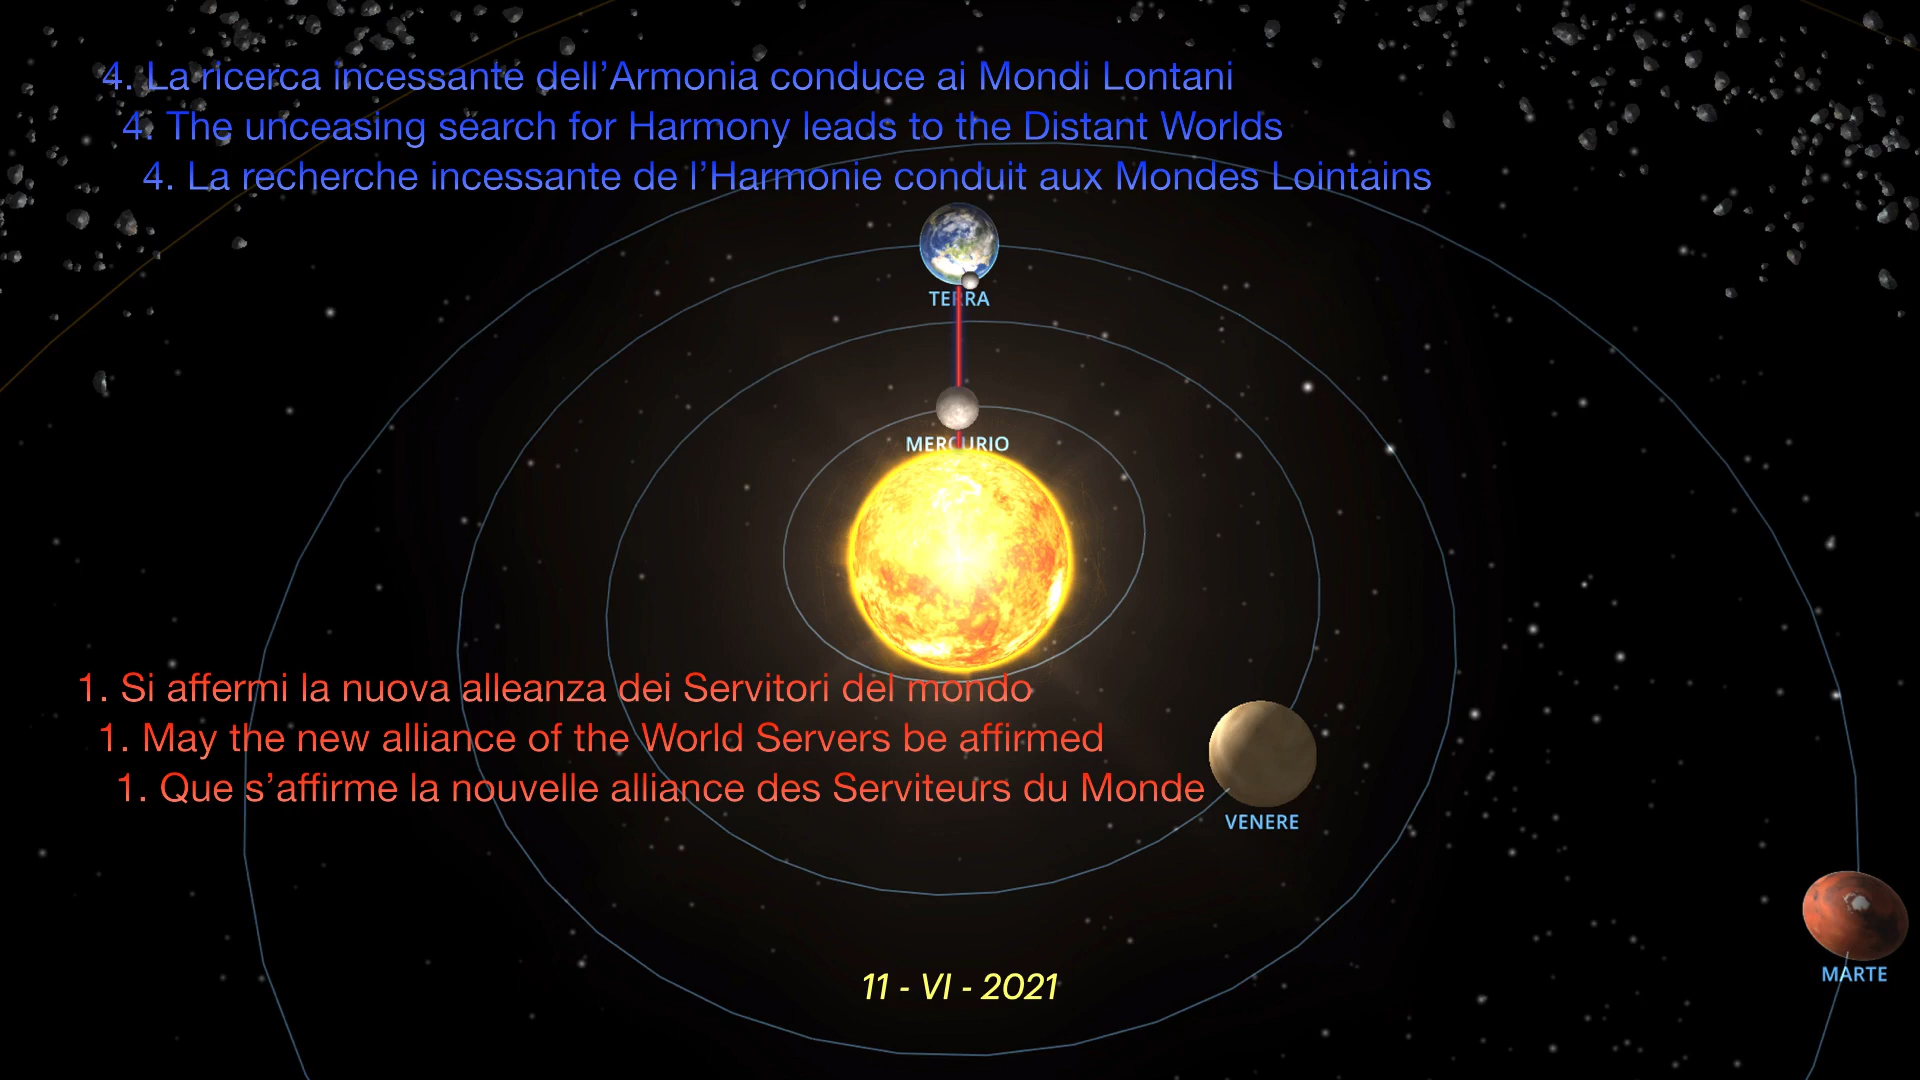 4. La ricerca incessante dell’Armonia conduce ai Mondi Lontani
4. The unceasing search for Harmony leads to the Distant Worlds
4. La recherche incessante de l’Harmonie conduit aux Mondes Lointains
TERRA
MERCURIO
1. Si affermi la nuova alleanza dei Servitori del mondo
1. May the new alliance of the World Servers be affirmed
1. Que s’affirme la nouvelle alliance des Serviteurs du Monde
VENERE
MARTE
11 - VI - 2021